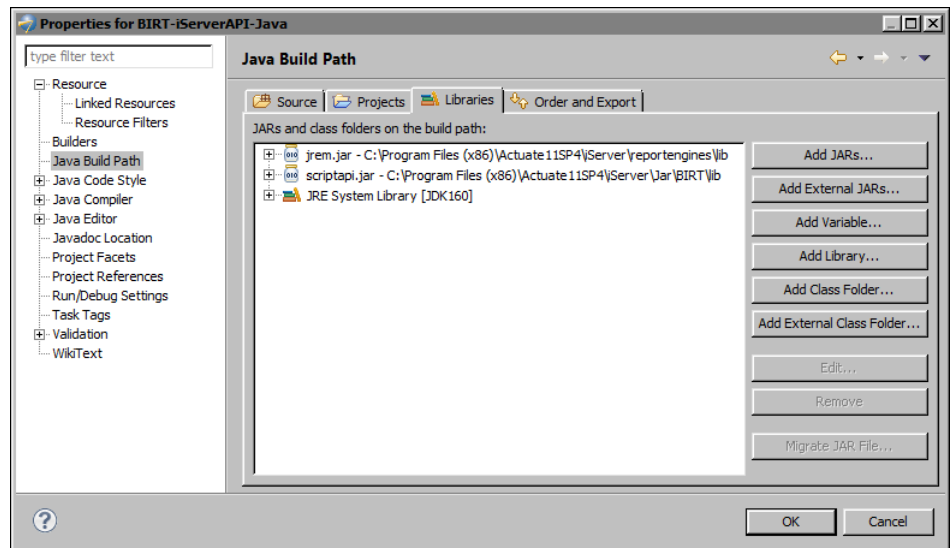 Properties for BIRT-iServerAPI-Java
type filter text
Java Build Path
Resource
Linked Resources
Resource Filters
Builders
Java Build Path
Java Code Style
Java Compiler
Java Editor
Javadoc Location
Project Facets
Project References
Run/Debug Settings
Task Tags
Validation
WikiText
Source
Projects
Libraries
Order and Export
JARs and class folders on the build path:
jrem.jar - C:\Program Files (x86)\Actuate11SP4\iServer\reportengines\lib
scriptapi.jar - C:\Program Files (x86)\Actuate11SP4\iServer\Jar\BIRT\lib
JRE System Library [JDK160]
Add JARs...
Add External JARs...
Add Variable...
Add Library...
Add Class Folder...
Add External Class Folder...
Edit...
Remove
Migrate JAR File...
OK
Cancel